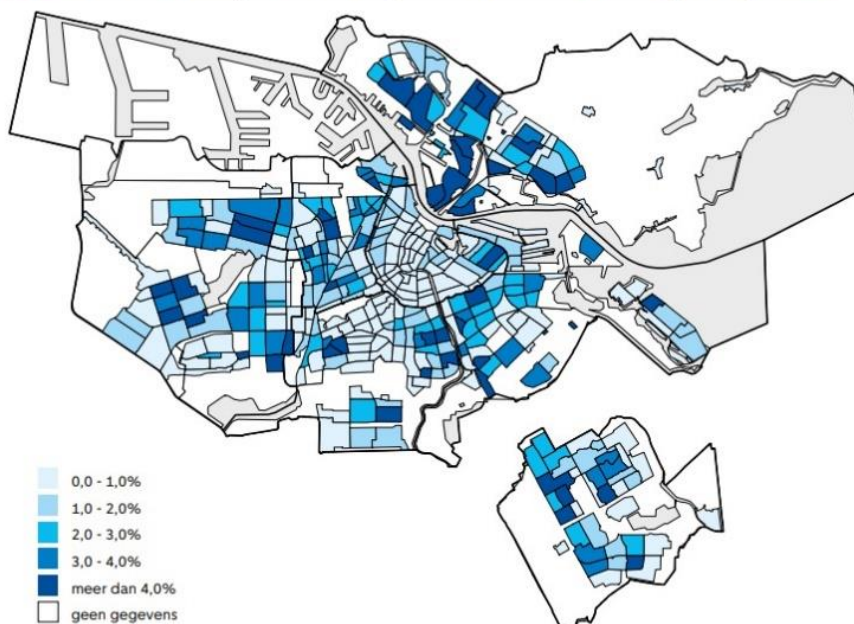 0,0 - 1,0%
1,0 - 2,0%
2,0 - 3,0%
3,0 - 4,0%
meer dan 4,0%
geen gegevens